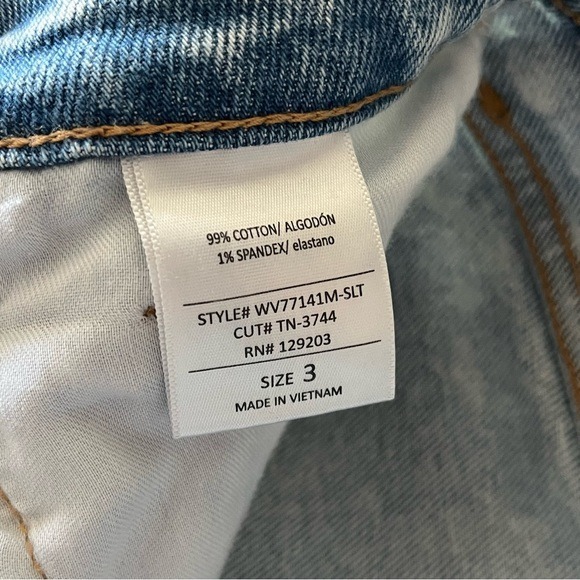 99% COTTON/ ALGODÓN
1% SPANDEX/ elastano
STYLE# WV77141M-SLT
CUT# TN-3744
RN# 129203
SIZE 3
MADE IN VIETNAM